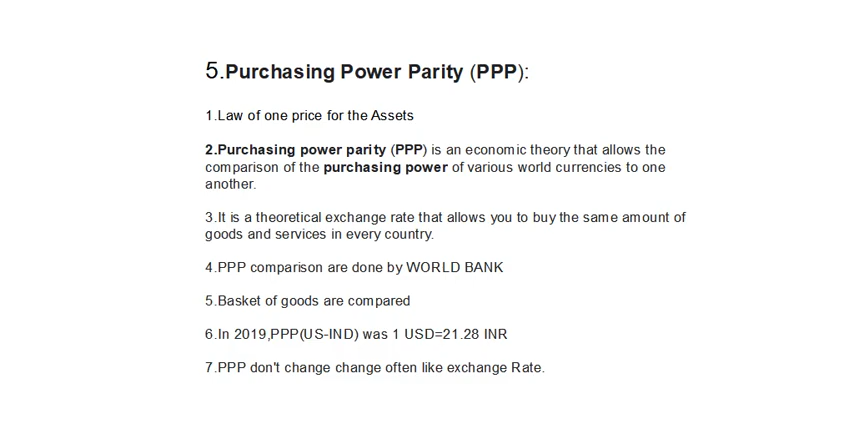 5.Purchasing Power Parity (PPP):
1.Law of one price for the Assets
2.Purchasing power parity (PPP) is an economic theory that allows the
comparison of the purchasing power of various world currencies to one
another.
3.It is a theoretical exchange rate that allows you to buy the same amount of
goods and services in every country.
4.PPP comparison are done by WORLD BANK
5.Basket of goods are compared
6.In 2019,PPP(US-IND) was 1 USD=21.28 INR
7.PPP don't change change often like exchange Rate.